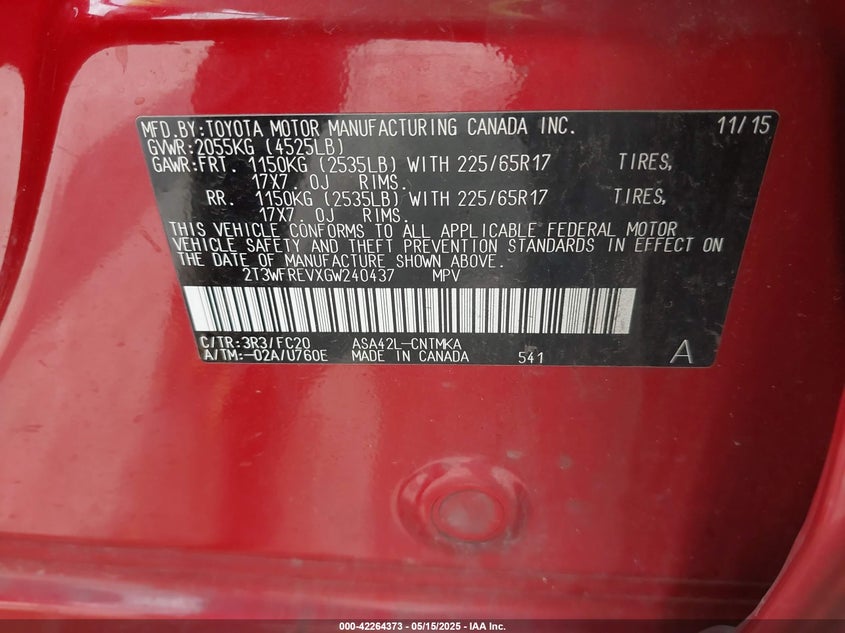 MFD.BY:TOYOTA MOTOR MANUFACTURING CANADA INC. 11/15
GVWR:2055KG (4525LB)
GAWR:FRT. 1150KG (2535LB) WITH 225/65R17 TIRES,
17X7.0J RIMS.
RR. 1150KG (2535LB) WITH 225/65R17 TIRES,
17X7.0J RIMS.
THIS VEHICLE CONFORMS TO ALL APPLICABLE FEDERAL MOTOR
VEHICLE SAFETY AND THEFT PREVENTION STANDARDS IN EFFECT ON
THE DATE OF MANUFACTURE SHOWN ABOVE.
2T3WFREVXGW240437 MPV
C/TR:3R3/FC20 ASA42L-CNTMKA
A/TM:-02A/U760E MADE IN CANADA 541 A
000-42264373 - 05/15/2025 - IAA Inc.